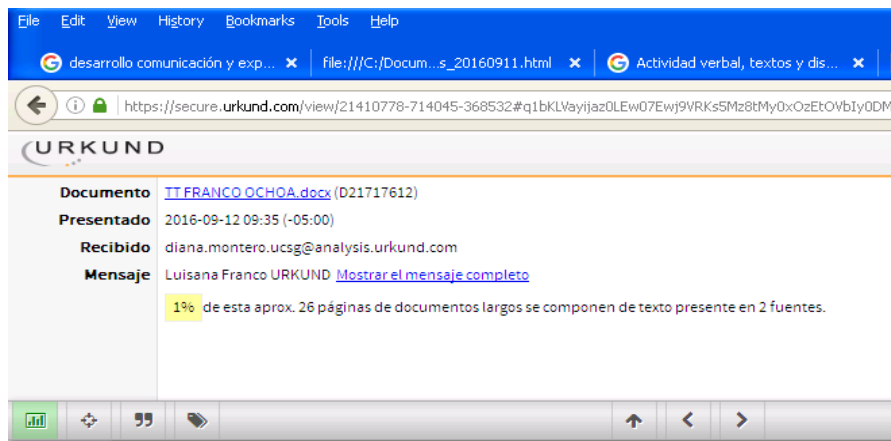 File Edit View History Bookmarks Tools Help
desarrollo comunicación y exp... file:///C:/Docum...s_20160911.html Actividad verbal, textos y dis...
https://secure.urkund.com/view/21410778-714045-368532#q1bKLVayijaz0LEw07Ewj9VRKs5Mz8tMy0xOzEtOVbIy0DM
URKUND
Documento TT FRANCO OCHOA.docx (D21717612)
Presentado 2016-09-12 09:35 (-05:00)
Recibido diana.montero.ucsg@analysis.urkund.com
Mensaje Luisana Franco URKUND Mostrar el mensaje completo
1% de esta aprox. 26 páginas de documentos largos se componen de texto presente en 2 fuentes.